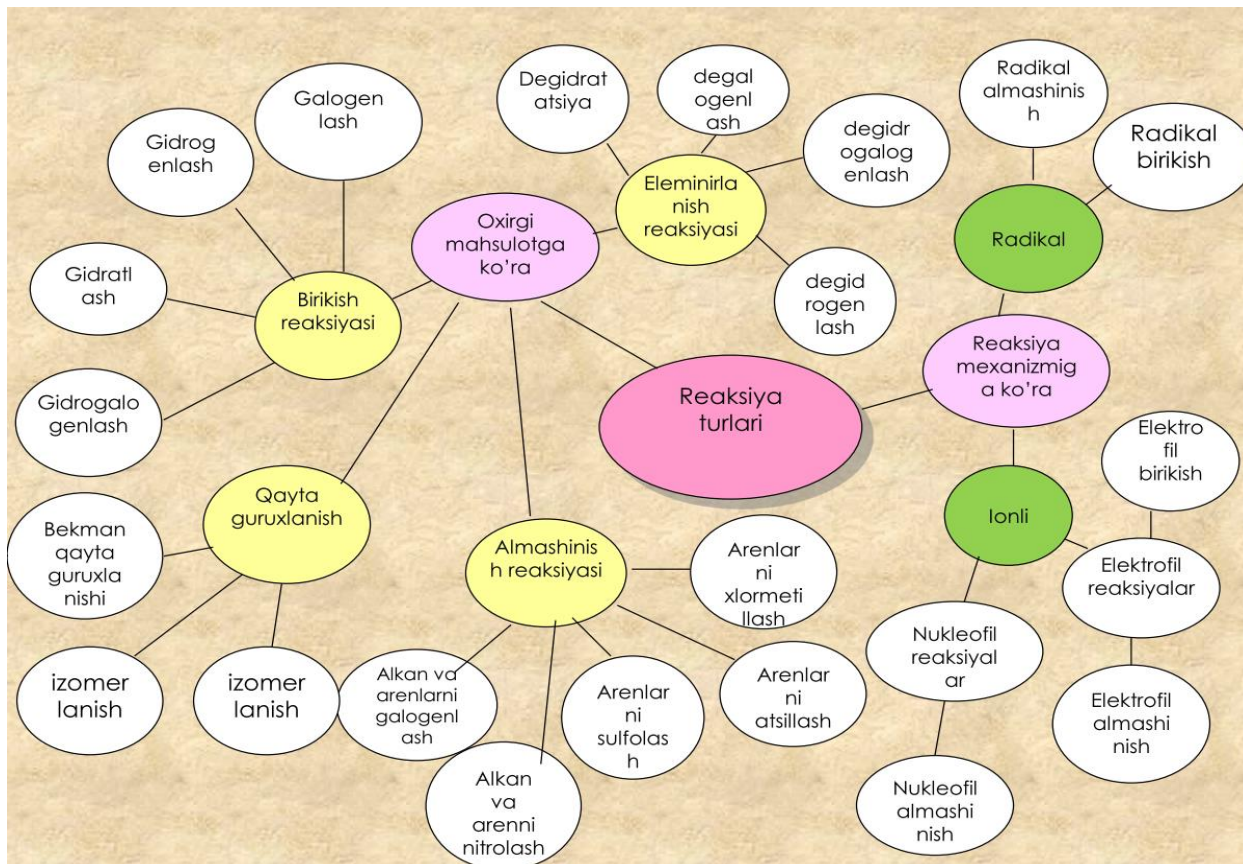 Galogen
lash
Gidrog
enlash
Gidratl
ash
Gidrogalo
genlash
Birikish
reaksiyasi
Oxirgi
mahsulotga
ko’ra
Degidrat
atsiya
degal
ogenl
ash
degidr
ogalog
enlash
Eleminirla
nish
reaksiyasi
degid
rogen
lash
Radikal
almashinis
h
Radikal
birikish
Radikal
Reaksiya
mexanizmig
a ko’ra
Reaksiya
turlari
Qayta
guruxlanish
Bekman
qayta
guruxla
nishi
izomer
lanish
izomer
lanish
Almashinis
h reaksiyasi
Arenlar
ni
xlormeti
llash
Alkan va
arenlarni
galogenl
ash
Alkan
va
arenni
nitrolash
Arenlar
ni
sulfolas
h
Arenlar
ni
atsillash
Ionli
Elektro
fil
birikish
Elektrofil
reaksiyalar
Elektrofil
almashi
nish
Nukleofil
reaksiyal
ar
Nukleofil
almashi
nish